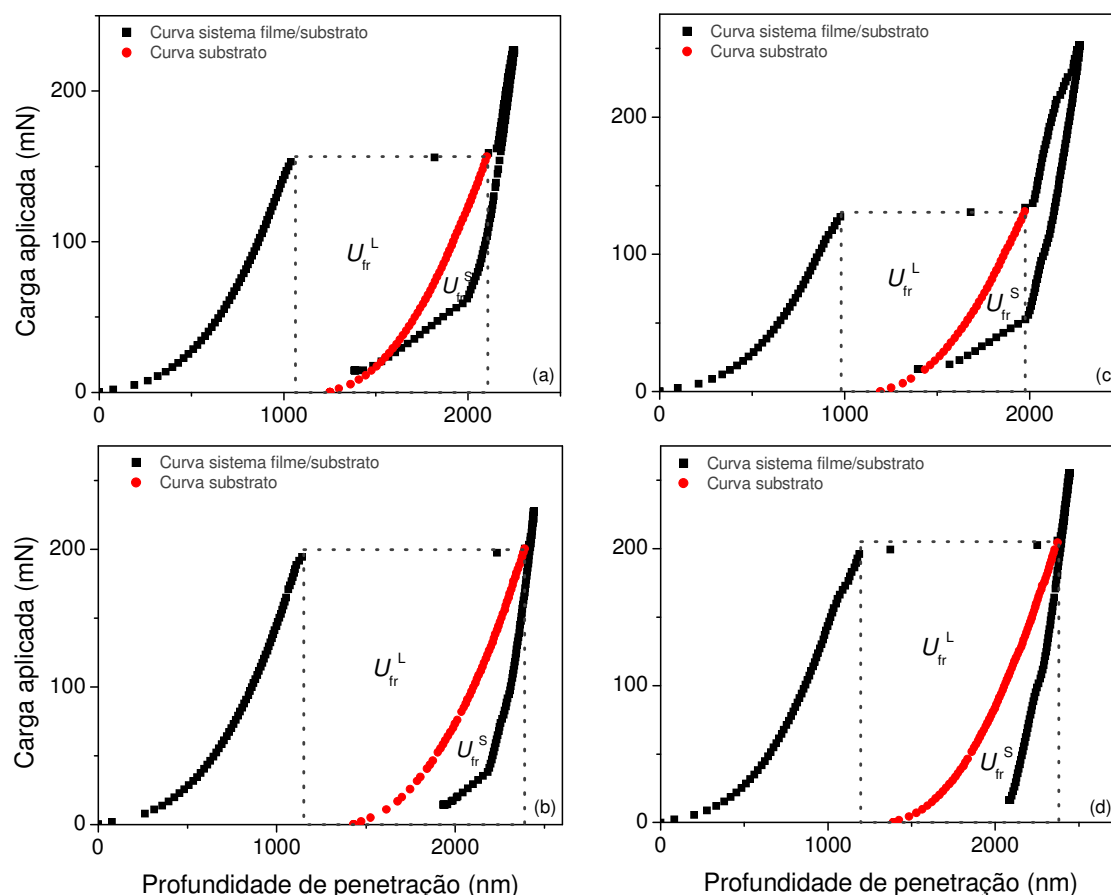 Curva sistema filme/substrato
Curva substrato
200
100
0
Carga aplicada (mN)
U_fr^L
U_fr^S
(a)
0
1000
2000
Curva sistema filme/substrato
Curva substrato
200
100
0
U_fr^L
U_fr^S
(c)
0
1000
2000
Curva sistema filme/substrato
Curva substrato
200
100
0
Carga aplicada (mN)
U_fr^L
U_fr^S
(b)
0
1000
2000
Profundidade de penetração (nm)
Curva sistema filme/substrato
Curva substrato
200
100
0
U_fr^L
U_fr^S
(d)
0
1000
2000
Profundidade de penetração (nm)